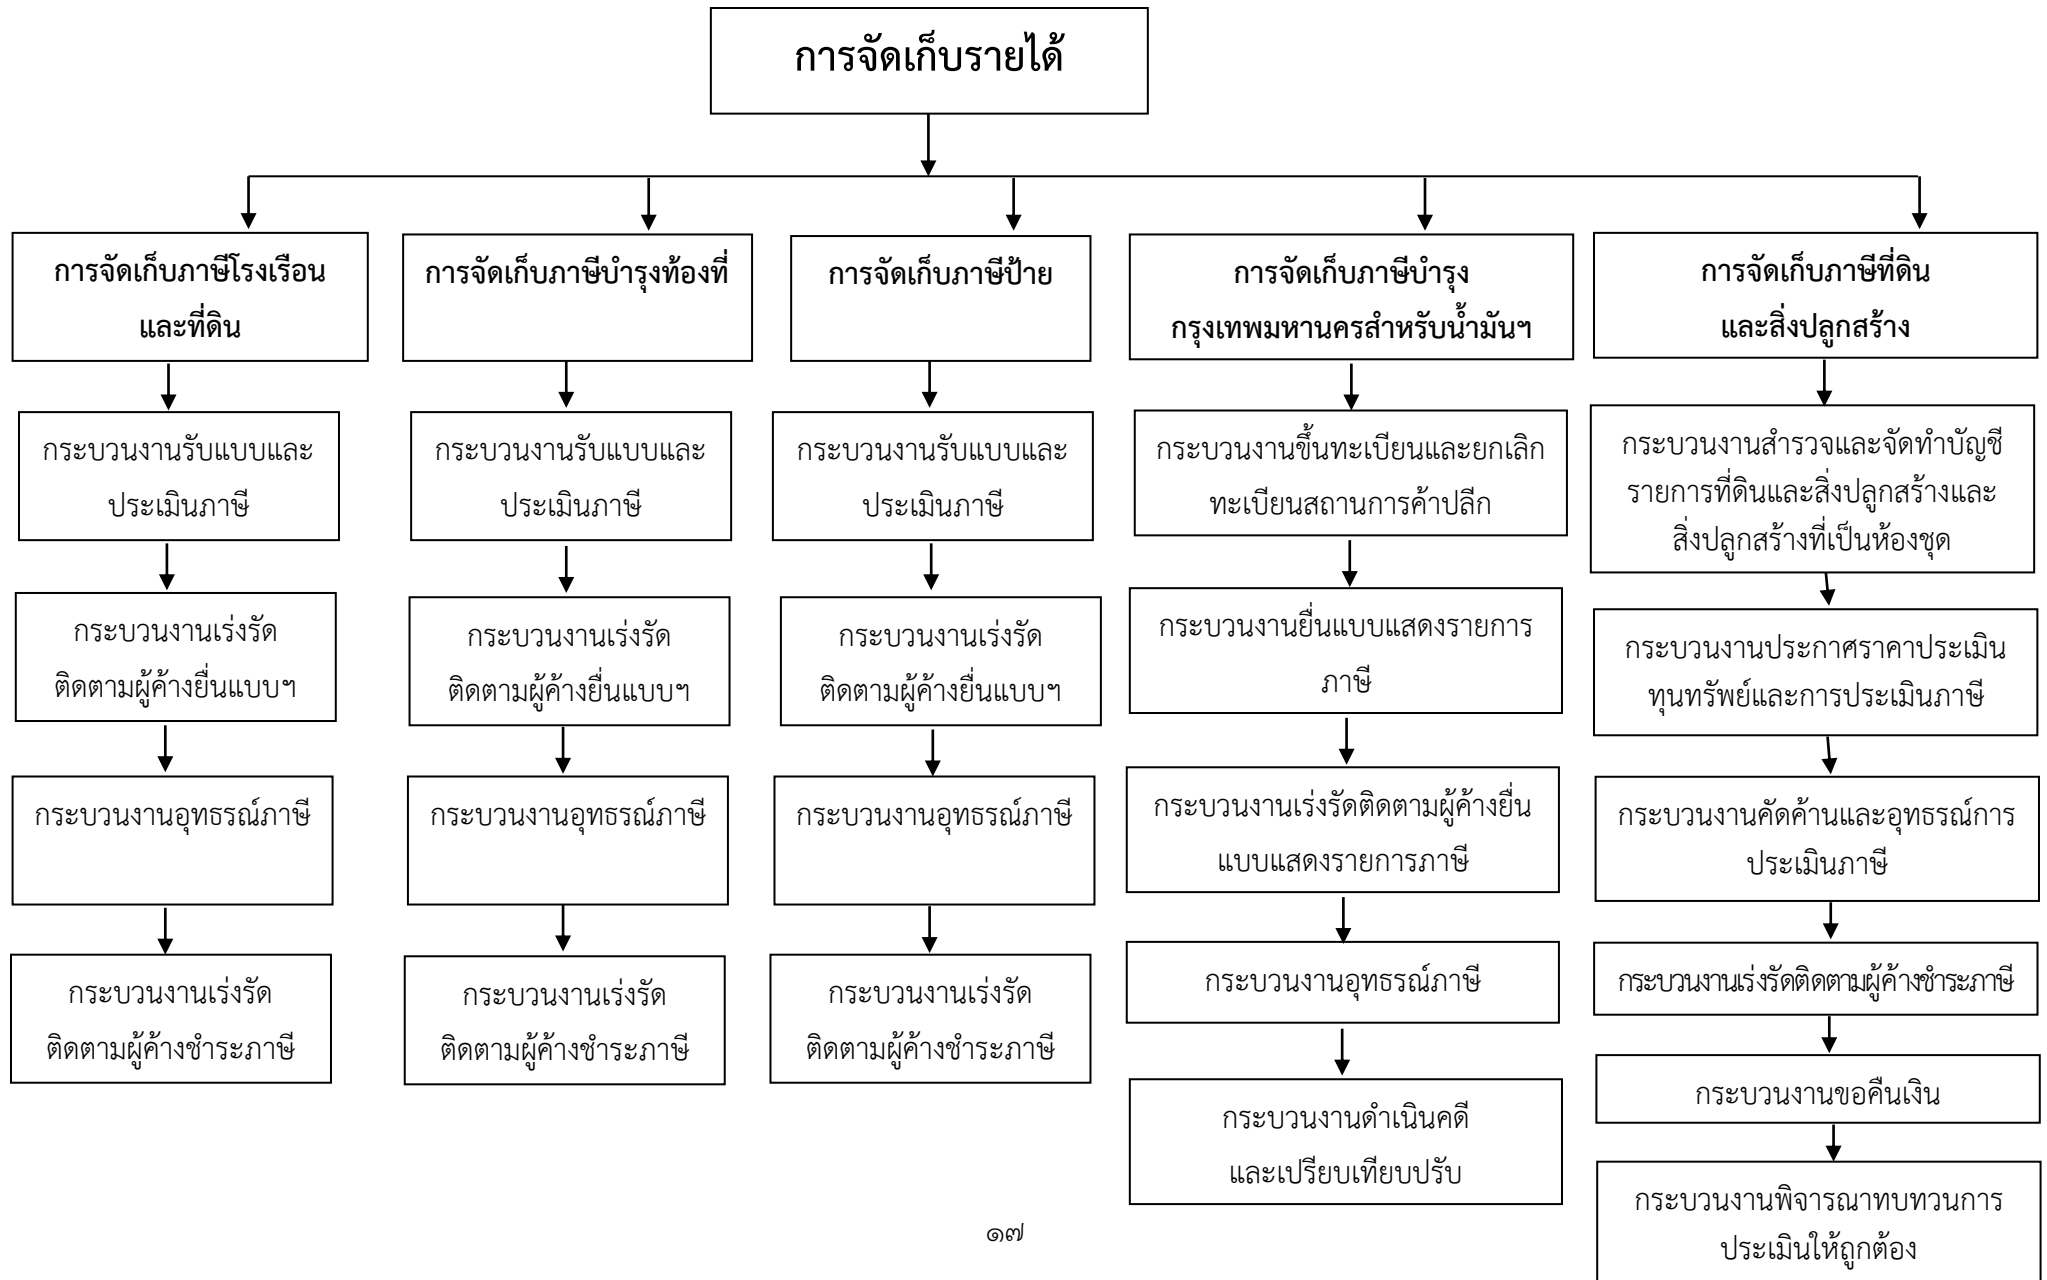 การจัดเก็บรายได้
การจัดเก็บภาษีโรงเรือน
และที่ดิน
กระบวนงานรับแบบและ
ประเมินภาษี
กระบวนงานเร่งรัด
ติดตามผู้ค้างยื่นแบบฯ
กระบวนงานอุทธรณ์ภาษี
กระบวนงานเร่งรัด
ติดตามผู้ค้างชำระภาษี
การจัดเก็บภาษีบำรุงท้องที่
กระบวนงานรับแบบและ
ประเมินภาษี
กระบวนงานเร่งรัด
ติดตามผู้ค้างยื่นแบบฯ
กระบวนงานอุทธรณ์ภาษี
กระบวนงานเร่งรัด
ติดตามผู้ค้างชำระภาษี
การจัดเก็บภาษีป้าย
กระบวนงานรับแบบและ
ประเมินภาษี
กระบวนงานเร่งรัด
ติดตามผู้ค้างยื่นแบบฯ
กระบวนงานอุทธรณ์ภาษี
กระบวนงานเร่งรัด
ติดตามผู้ค้างชำระภาษี
การจัดเก็บภาษีบำรุง
กรุงเทพมหานครสำหรับน้ำมันฯ
กระบวนงานขึ้นทะเบียนและยกเลิก
ทะเบียนสถานการค้าปลีก
กระบวนงานยื่นแบบแสดงรายการ
ภาษี
กระบวนงานเร่งรัดติดตามผู้ค้างยื่น
แบบแสดงรายการภาษี
กระบวนงานอุทธรณ์ภาษี
กระบวนงานดำเนินคดี
และเปรียบเทียบปรับ
การจัดเก็บภาษีที่ดิน
และสิ่งปลูกสร้าง
กระบวนงานสำรวจและจัดทำบัญชี
รายการที่ดินและสิ่งปลูกสร้างและ
สิ่งปลูกสร้างที่เป็นห้องชุด
กระบวนงานประกาศราคาประเมิน
ทุนทรัพย์และการประเมินภาษี
กระบวนงานคัดค้านและอุทธรณ์การ
ประเมินภาษี
กระบวนงานเร่งรัดติดตามผู้ค้างชำระภาษี
กระบวนงานขอคืนเงิน
กระบวนงานพิจารณาทบทวนการ
ประเมินให้ถูกต้อง
๑๗